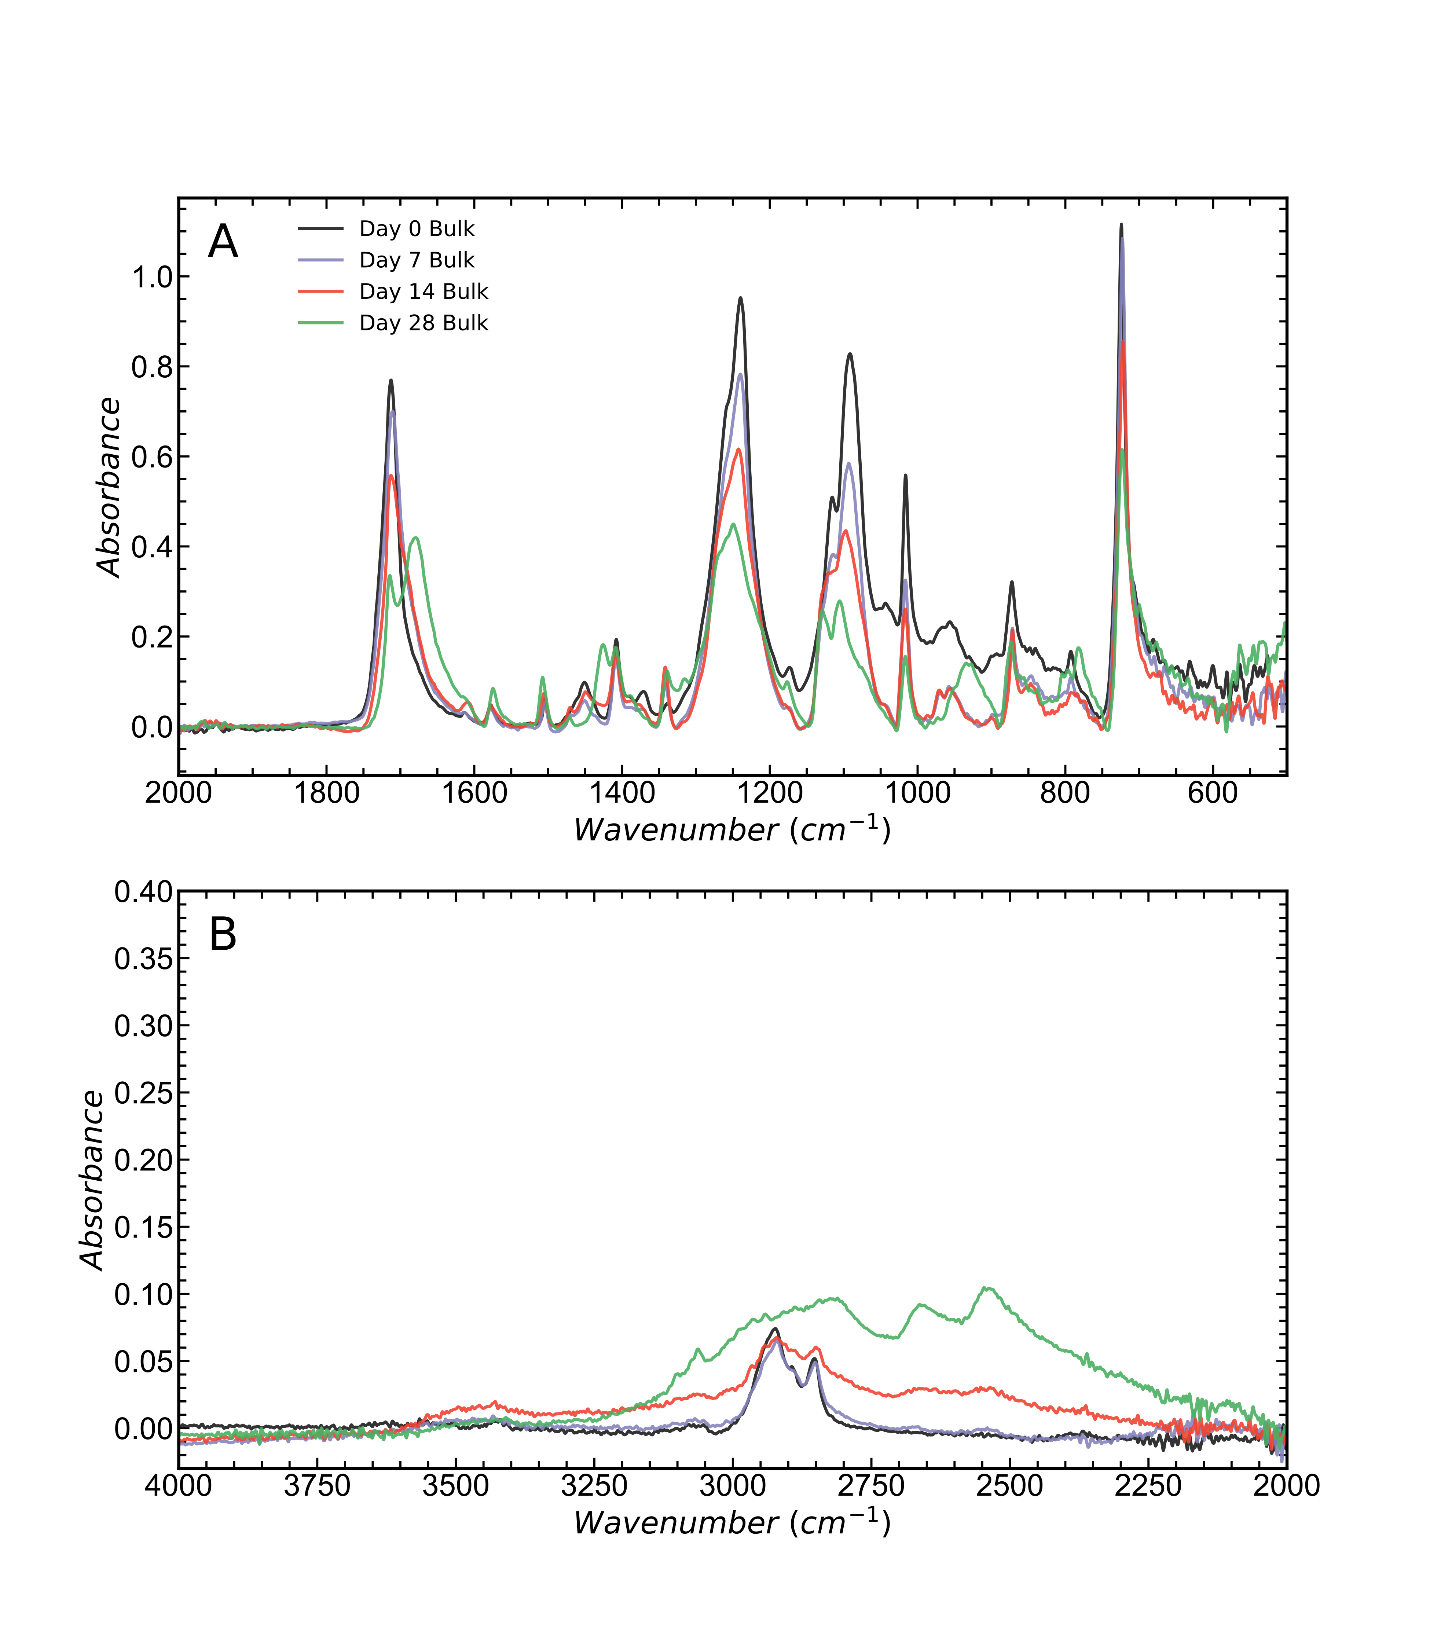 A
Day 0 Bulk
Day 7 Bulk
Day 14 Bulk
Day 28 Bulk
Absorbance
1.0
0.8
0.6
0.4
0.2
0.0
2000 1800 1600 1400 1200 1000 800 600
Wavenumber (cm⁻¹)
B
Absorbance
0.40
0.35
0.30
0.25
0.20
0.15
0.10
0.05
0.00
4000 3750 3500 3250 3000 2750 2500 2250 2000
Wavenumber (cm⁻¹)